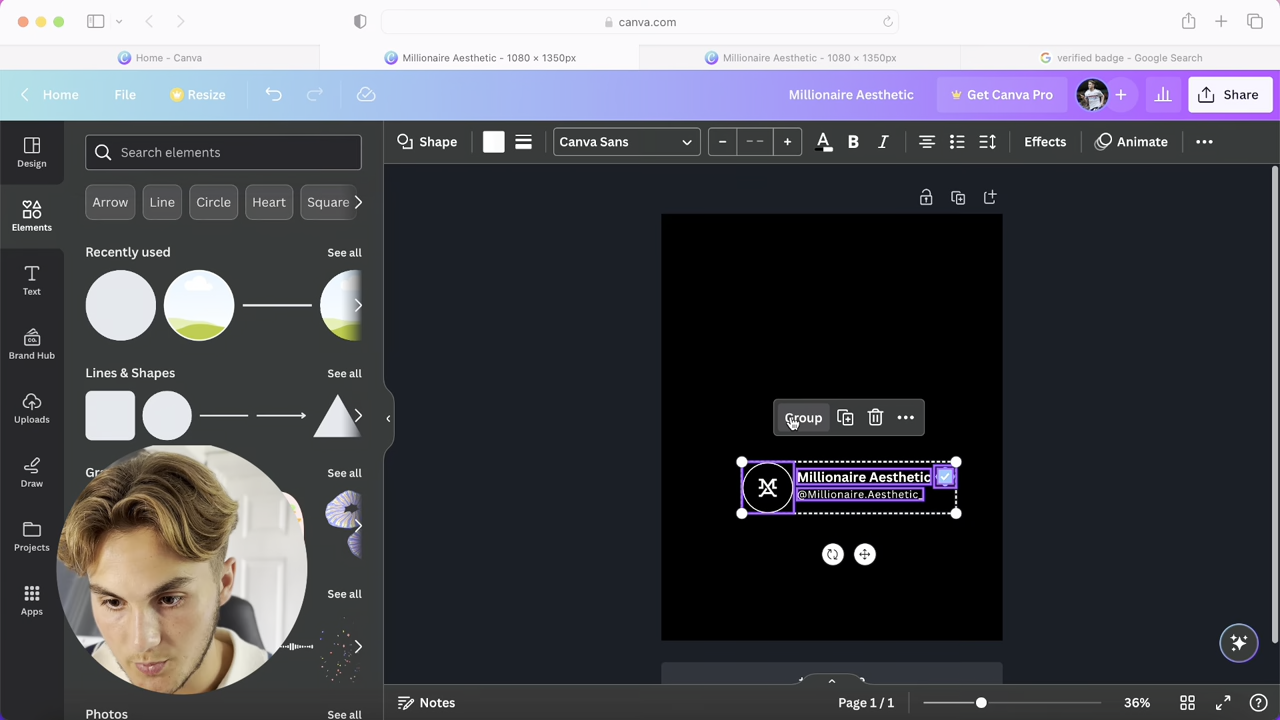 canva.com
Home - Canva
Millionaire Aesthetic - 1080 × 1350px
Millionaire Aesthetic - 1080 × 1350px
verified badge - Google Search
Home
File
Resize
Millionaire Aesthetic
Get Canva Pro
Share
Design
Elements
Text
Brand Hub
Uploads
Draw
Projects
Apps
Search elements
Arrow
Line
Circle
Heart
Square
Recently used
See all
Lines & Shapes
See all
See all
See all
Photos
See all
Shape
Canva Sans
Effects
Animate
Group
Millionaire Aesthetic
@Millionaire.Aesthetic
Notes
Page 1 / 1
36%